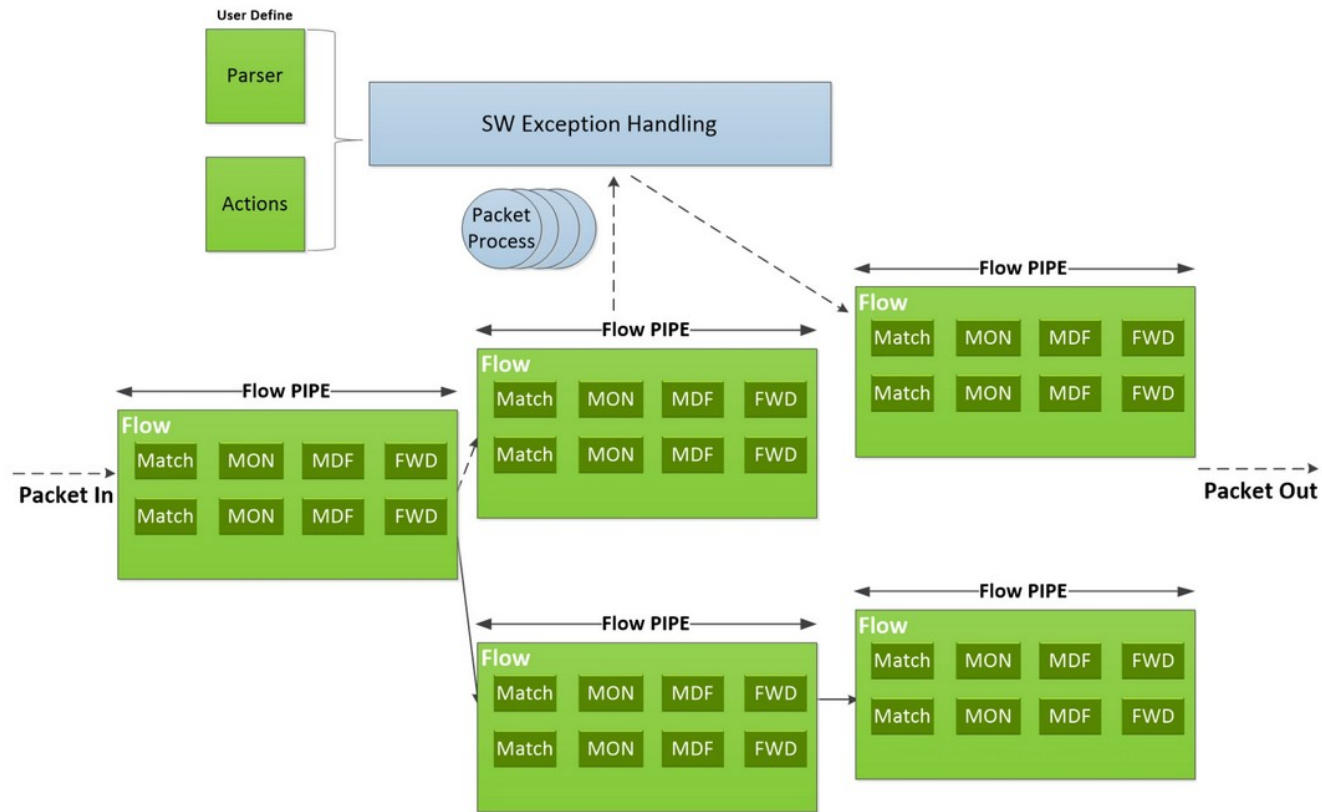 User Define
Parser
SW Exception Handling
Actions
Packet
Process
Flow PIPE
Flow
Match MON MDF FWD
Match MON MDF FWD
Flow PIPE
Flow
Match MON MDF FWD
Match MON MDF FWD
Flow PIPE
Flow
Match MON MDF FWD
Match MON MDF FWD
Packet In
Packet Out
Flow PIPE
Flow
Match MON MDF FWD
Match MON MDF FWD
Flow PIPE
Flow
Match MON MDF FWD
Match MON MDF FWD